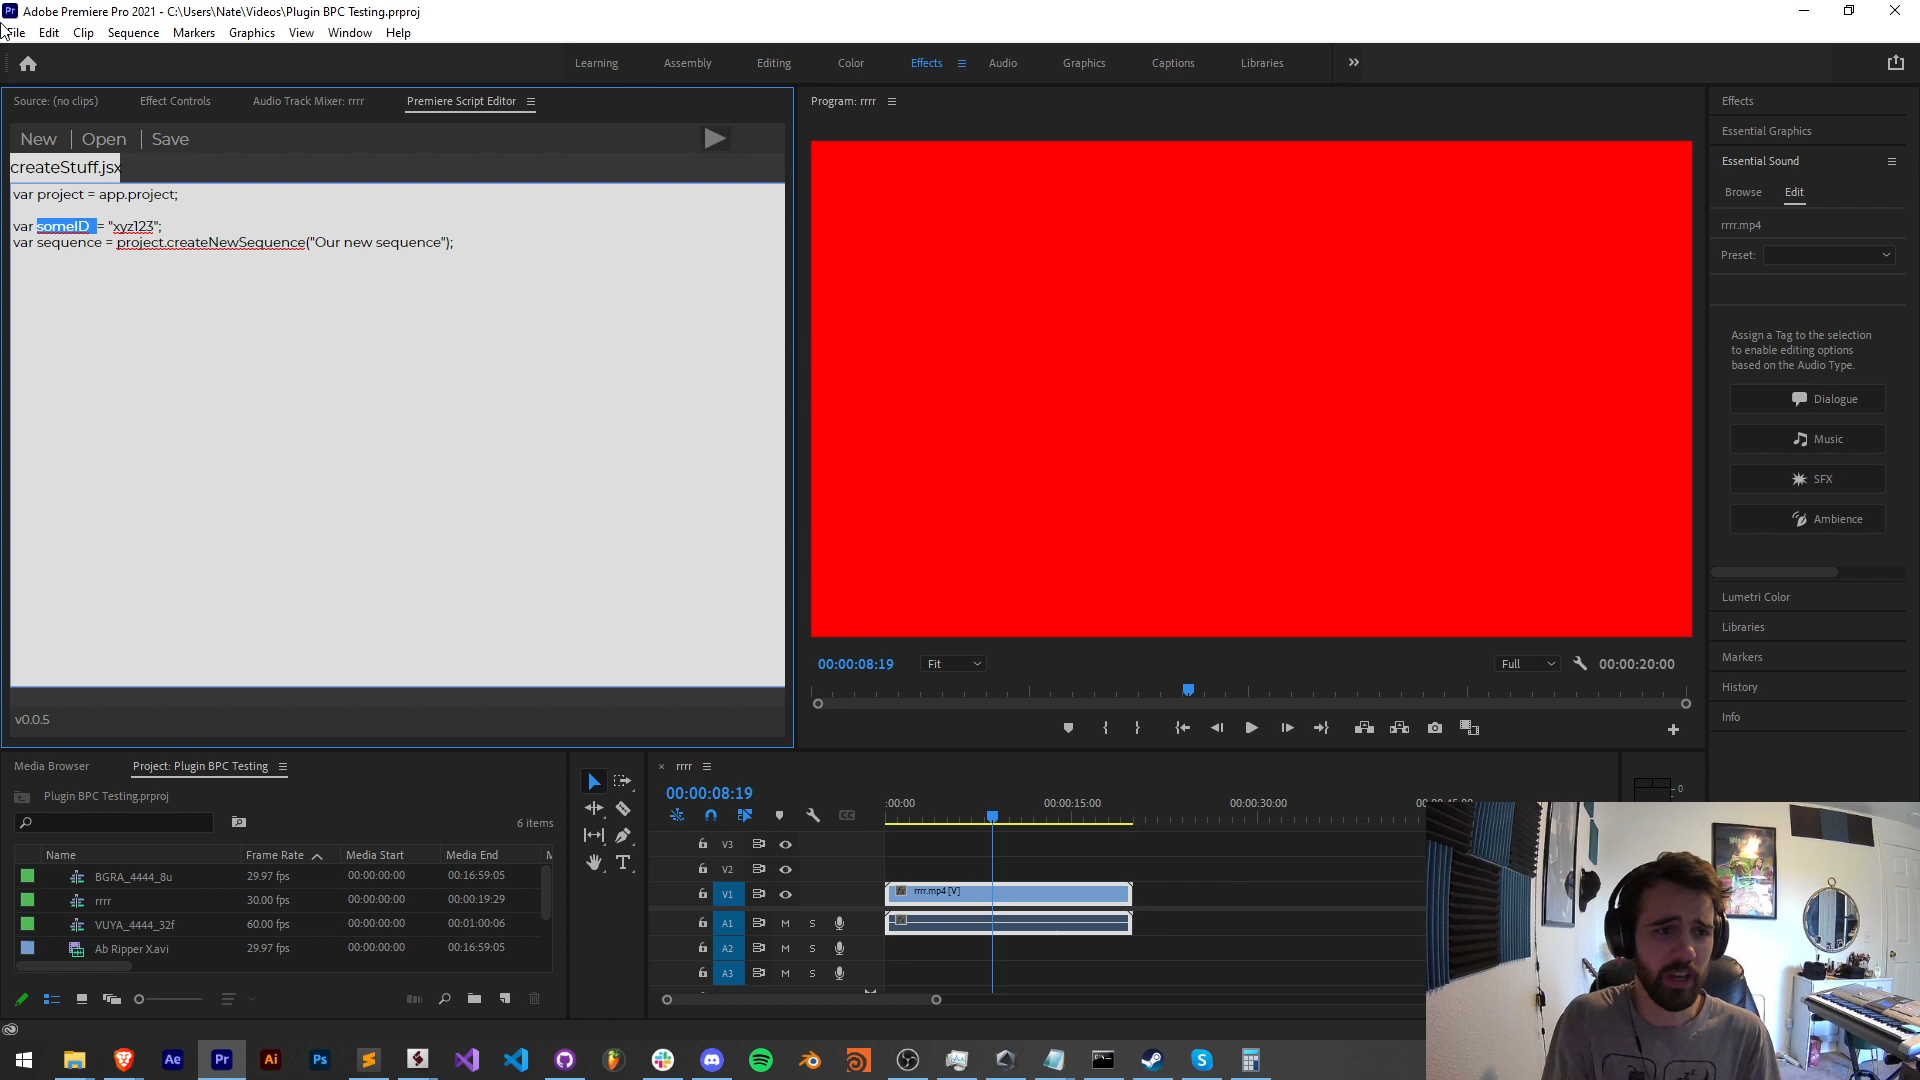 Adobe Premiere Pro 2021 - C:\Users\Nate\Videos\Plugin BPC Testing.prproj
File Edit Clip Sequence Markers Graphics View Window Help
Learning Assembly Editing Color Effects Audio Graphics Captions Libraries
Source: (no clips) Effect Controls Audio Track Mixer: rrrr Premiere Script Editor
New Open Save
createStuff.jsx
var project = app.project;
var someID = "xyz123";
var sequence = project.createNewSequence("Our new sequence");
v0.0.5
Program: rrrr
00:00:08:19 Fit Full 00:00:20:00
Effects
Essential Graphics
Essential Sound
Browse Edit
rrrr.mp4
Preset:
Assign a Tag to the selection
to enable editing options
based on the Audio Type.
Dialogue
Music
SFX
Ambience
Lumetri Color
Libraries
Markers
History
Info
Media Browser Project: Plugin BPC Testing
Plugin BPC Testing.prproj
6 items
Name Frame Rate Media Start Media End
BGRA_4444_8u 29.97 fps 00:00:00:00 00:16:59:05
rrrr 30.00 fps 00:00:00:00 00:00:19:29
VUYA_4444_32f 60.00 fps 00:00:00:00 00:01:00:06
Ab Ripper X.avi 29.97 fps 00:00:00:00 00:16:59:05
rrrr
00:00:08:19
:00:00 00:00:15:00 00:00:30:00
V3
V2
V1 fx rrrr.mp4 [V]
A1 M S fx
A2 M S
A3 M S
0
Ae Pr Ai Ps